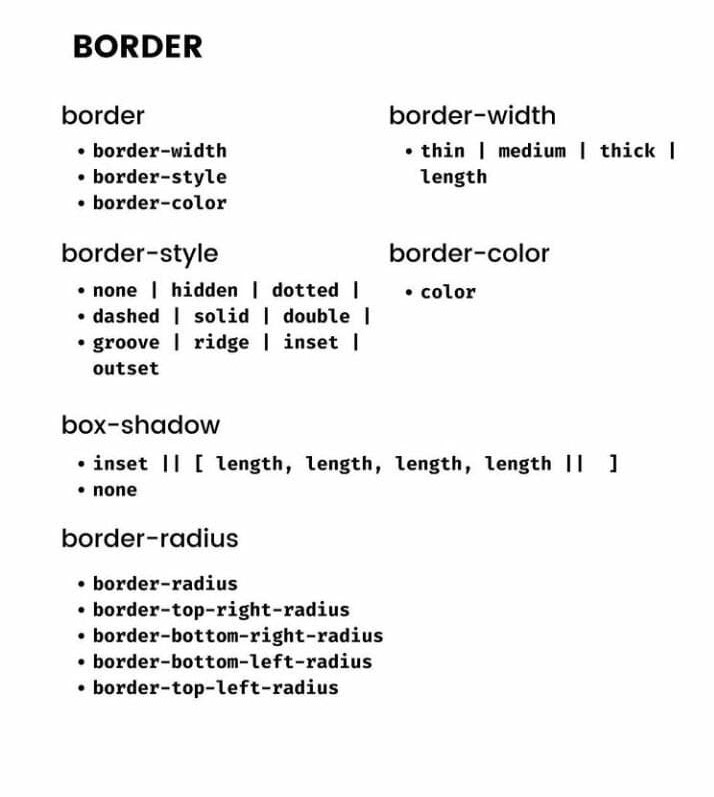 BORDER
border
• border-width
• border-style
• border-color
border-width
• thin | medium | thick |
length
border-style
• none | hidden | dotted |
• dashed | solid | double |
• groove | ridge | inset |
outset
border-color
• color
box-shadow
• inset || [ length, length, length, length || ]
• none
border-radius
• border-radius
• border-top-right-radius
• border-bottom-right-radius
• border-bottom-left-radius
• border-top-left-radius